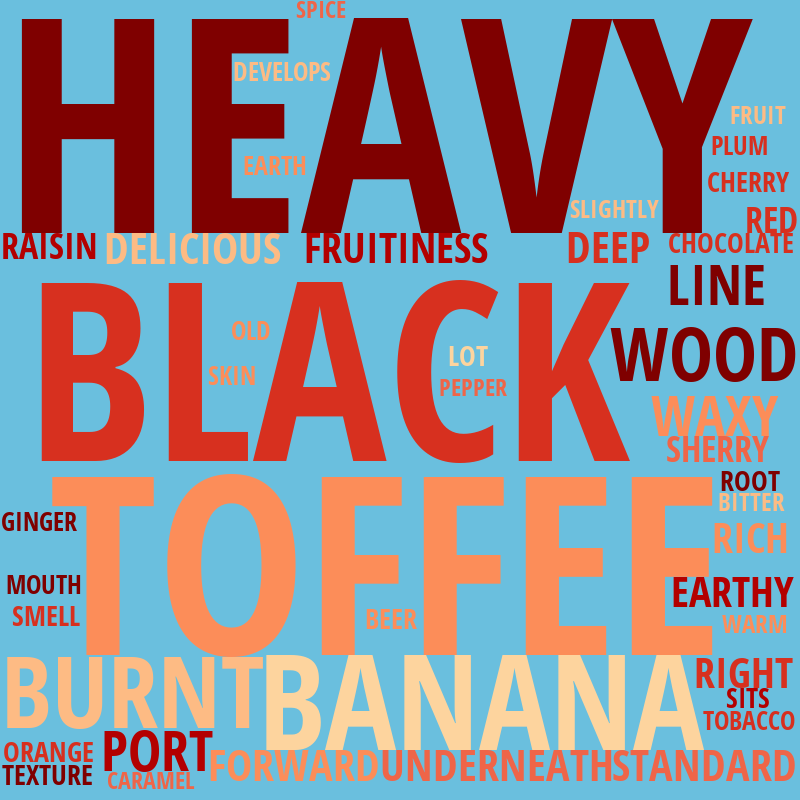 SPICE
HEAVY
DEVELOPS
FRUIT
PLUM
EARTH
CHERRY
SLIGHTLY
RED
RAISIN
DELICIOUS
FRUITINESS
DEEP
CHOCOLATE
LINE
BLACK
OLD
LOT
WOOD
SKIN
PEPPER
WAXY
SHERRY
TOFFEE
ROOT
BITTER
GINGER
RICH
MOUTH
EARTHY
SMELL
BEER
WARM
BURNT
BANANA
RIGHT
SITS
TOBACCO
ORANGE
PORT
TEXTURE
CARAMEL
FORWARD
UNDERNEATH
STANDARD